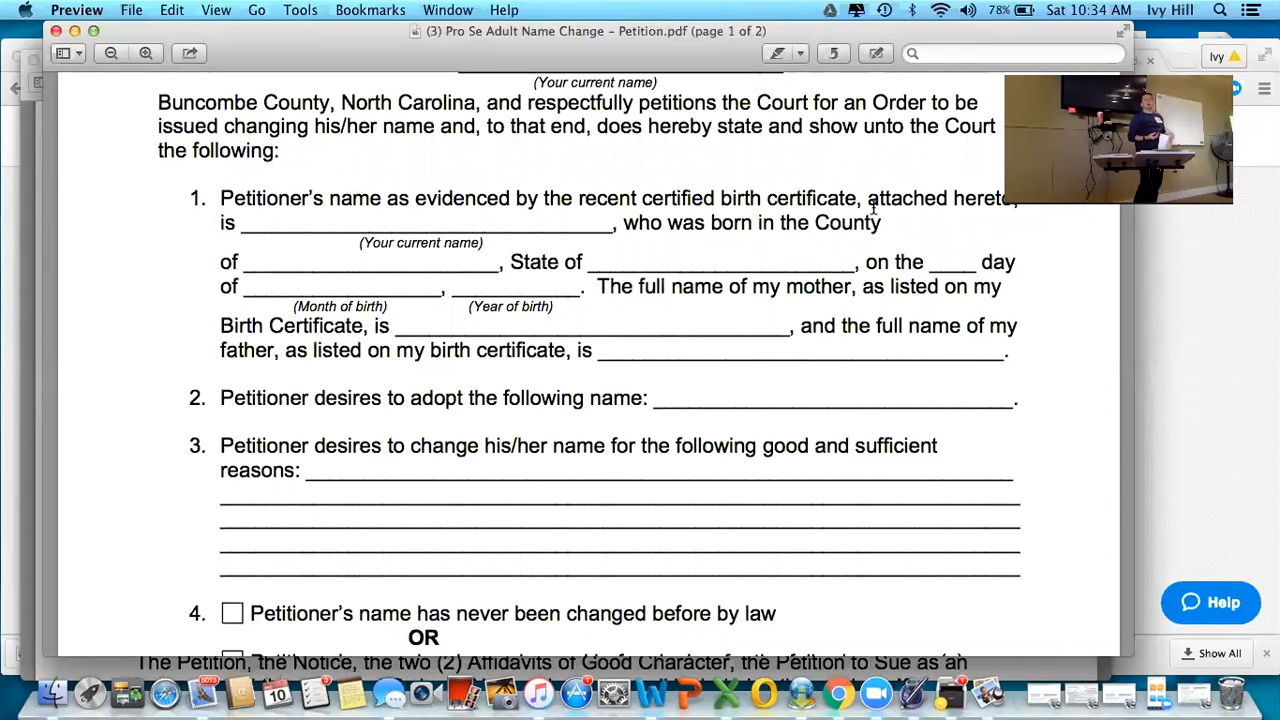 Preview File Edit View Go Tools Bookmarks Window Help 78% Sat 10:34 AM Ivy Hill
(3) Pro Se Adult Name Change - Petition.pdf (page 1 of 2)
Ivy
(Your current name)
Buncombe County, North Carolina, and respectfully petitions the Court for an Order to be
issued changing his/her name and, to that end, does hereby state and show unto the Court
the following:
1. Petitioner's name as evidenced by the recent certified birth certificate, attached hereto,
is ________________, who was born in the County
(Your current name)
of ________________, State of ________________, on the ____ day
of ________________, ____________. The full name of my mother, as listed on my
(Month of birth) (Year of birth)
Birth Certificate, is ________________, and the full name of my
father, as listed on my birth certificate, is ________________.
2. Petitioner desires to adopt the following name: ________________.
3. Petitioner desires to change his/her name for the following good and sufficient
reasons: ________________
4. Petitioner's name has never been changed before by law
OR
Help
The Petition, the Notice, the two (2) Affidavits of Good Character, the Petition to Sue as an
Show All